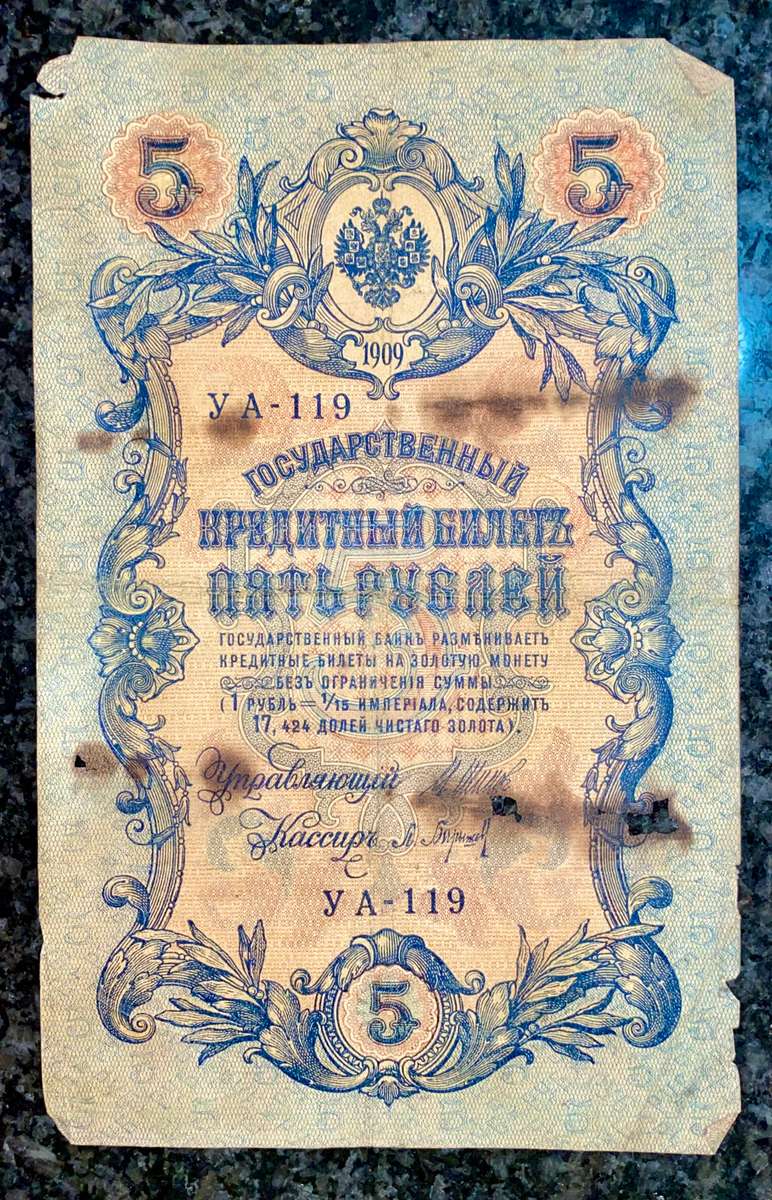 5 5
1909
УА-119
ГОСУДАРСТВЕННЫЙ
КРЕДИТНЫЙ БИЛЕТЪ
ПЯТЬ РУБЛЕЙ
ГОСУДАРСТВЕННЫЙ БАНКЪ РАЗМѢНИВАЕТЪ
КРЕДИТНЫЕ БИЛЕТЫ НА ЗОЛОТУЮ МОНЕТУ
БЕЗЪ ОГРАНИЧЕНІЯ СУММЫ
(1 РУБЛЬ = 1/15 ИМПЕРІАЛА, СОДЕРЖИТЪ
17,424 ДОЛЕЙ ЧИСТАГО ЗОЛОТА).
Управляющій
Кассиръ
УА-119
5